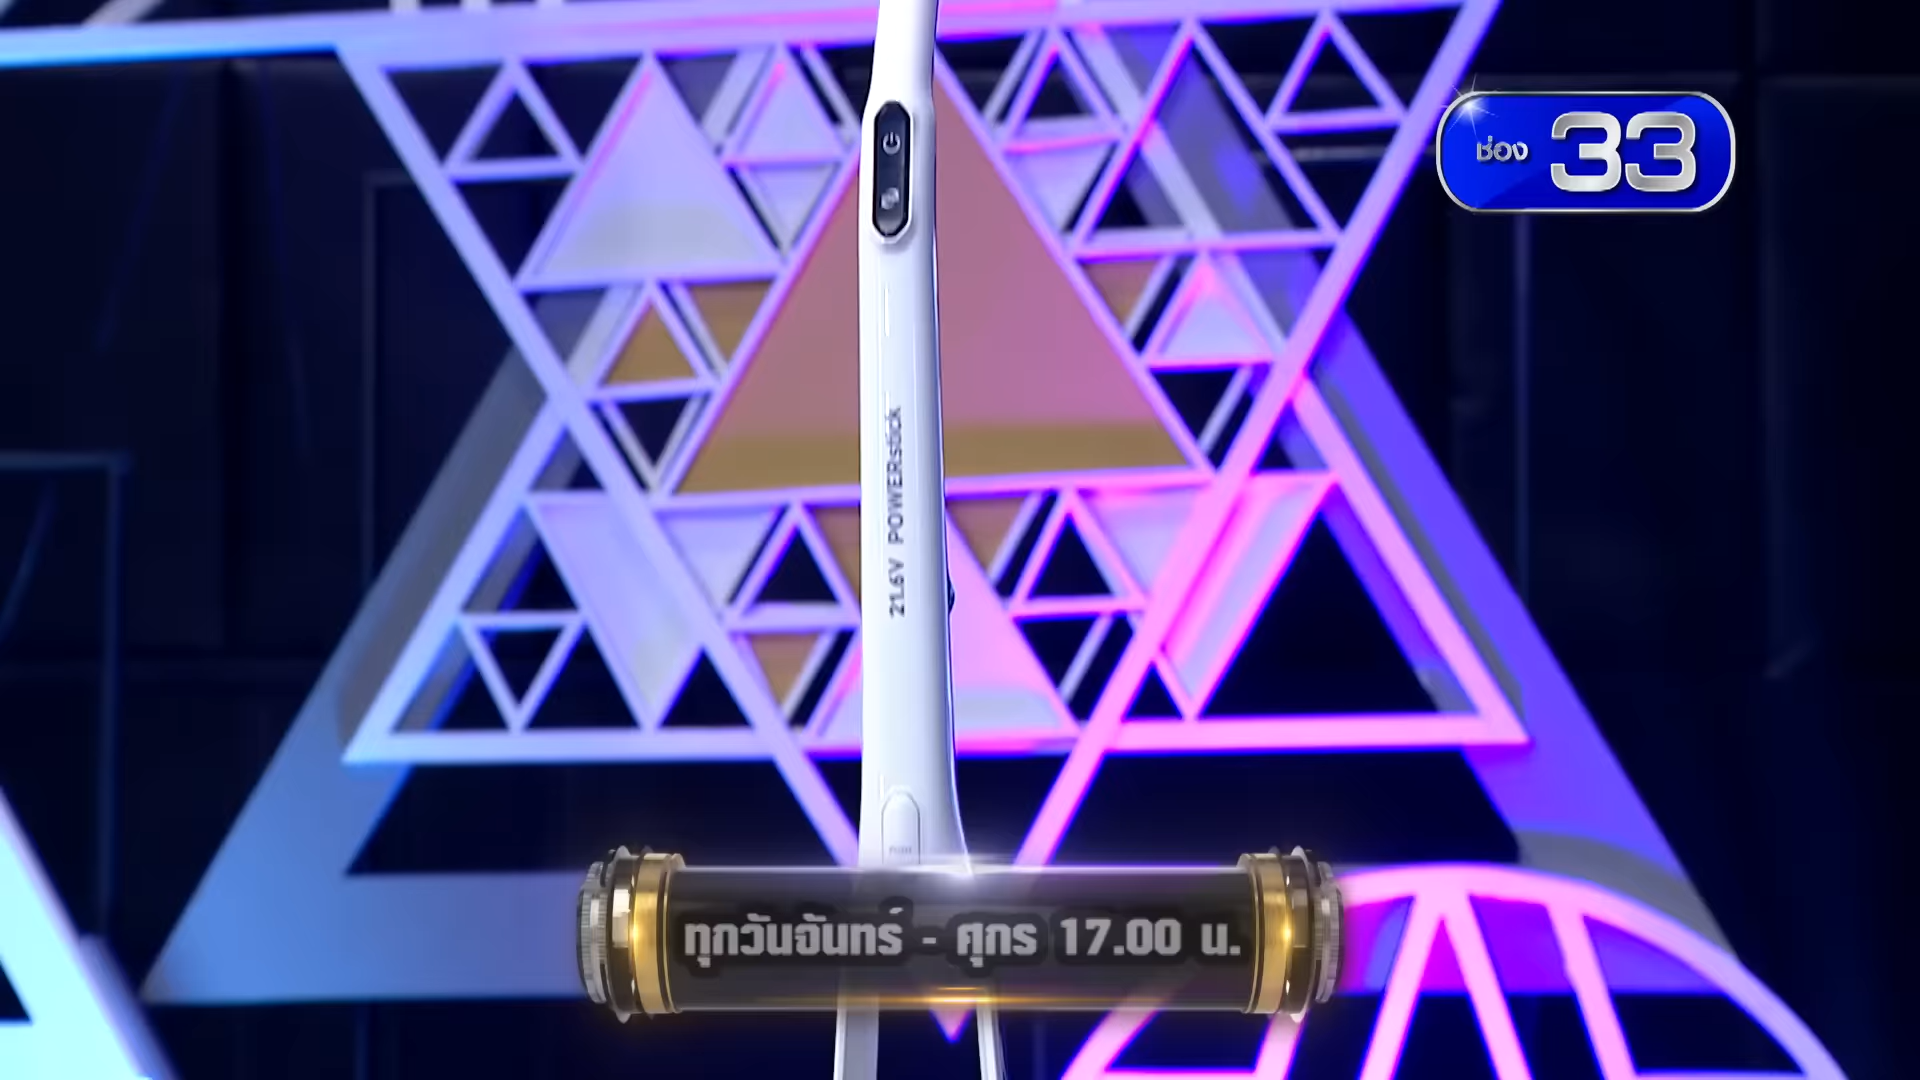 ช่อง 33
21.6V POWERstick
PUSH
ทุกวันจันทร์ - ศุกร์ 17.00 น.